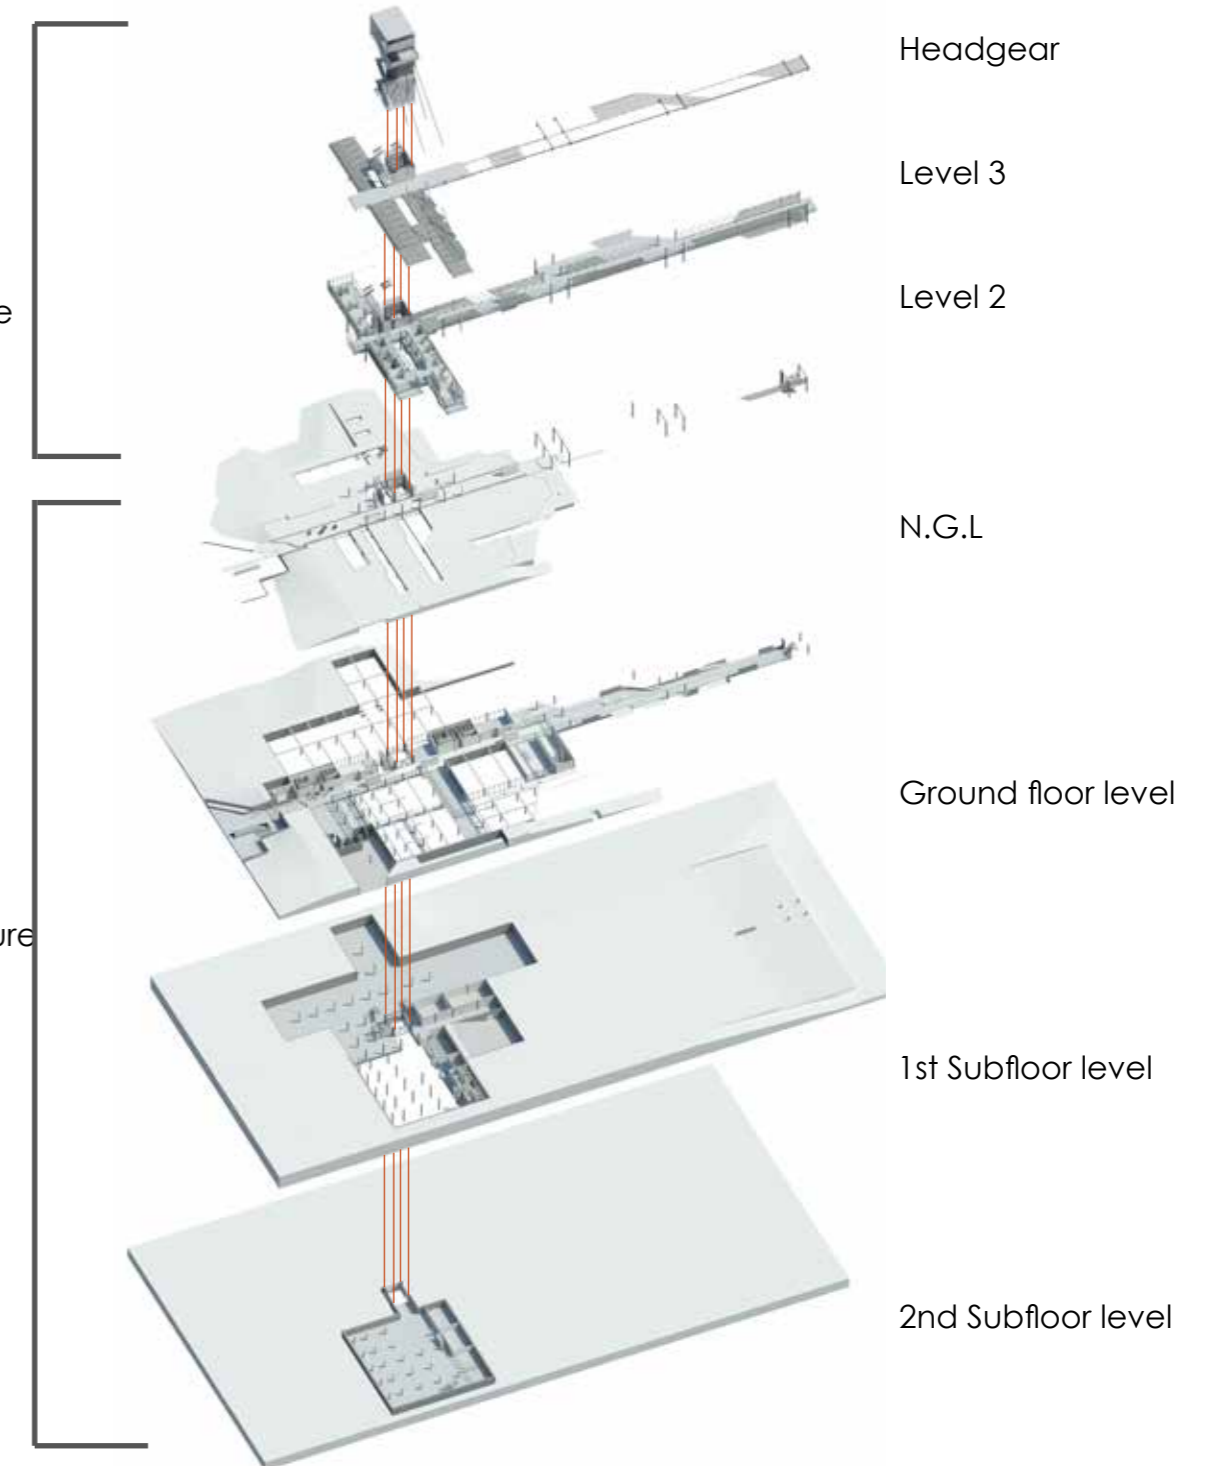 Headgear
Level 3
Level 2
e
N.G.L
Ground floor level
ure
1st Subfloor level
2nd Subfloor level